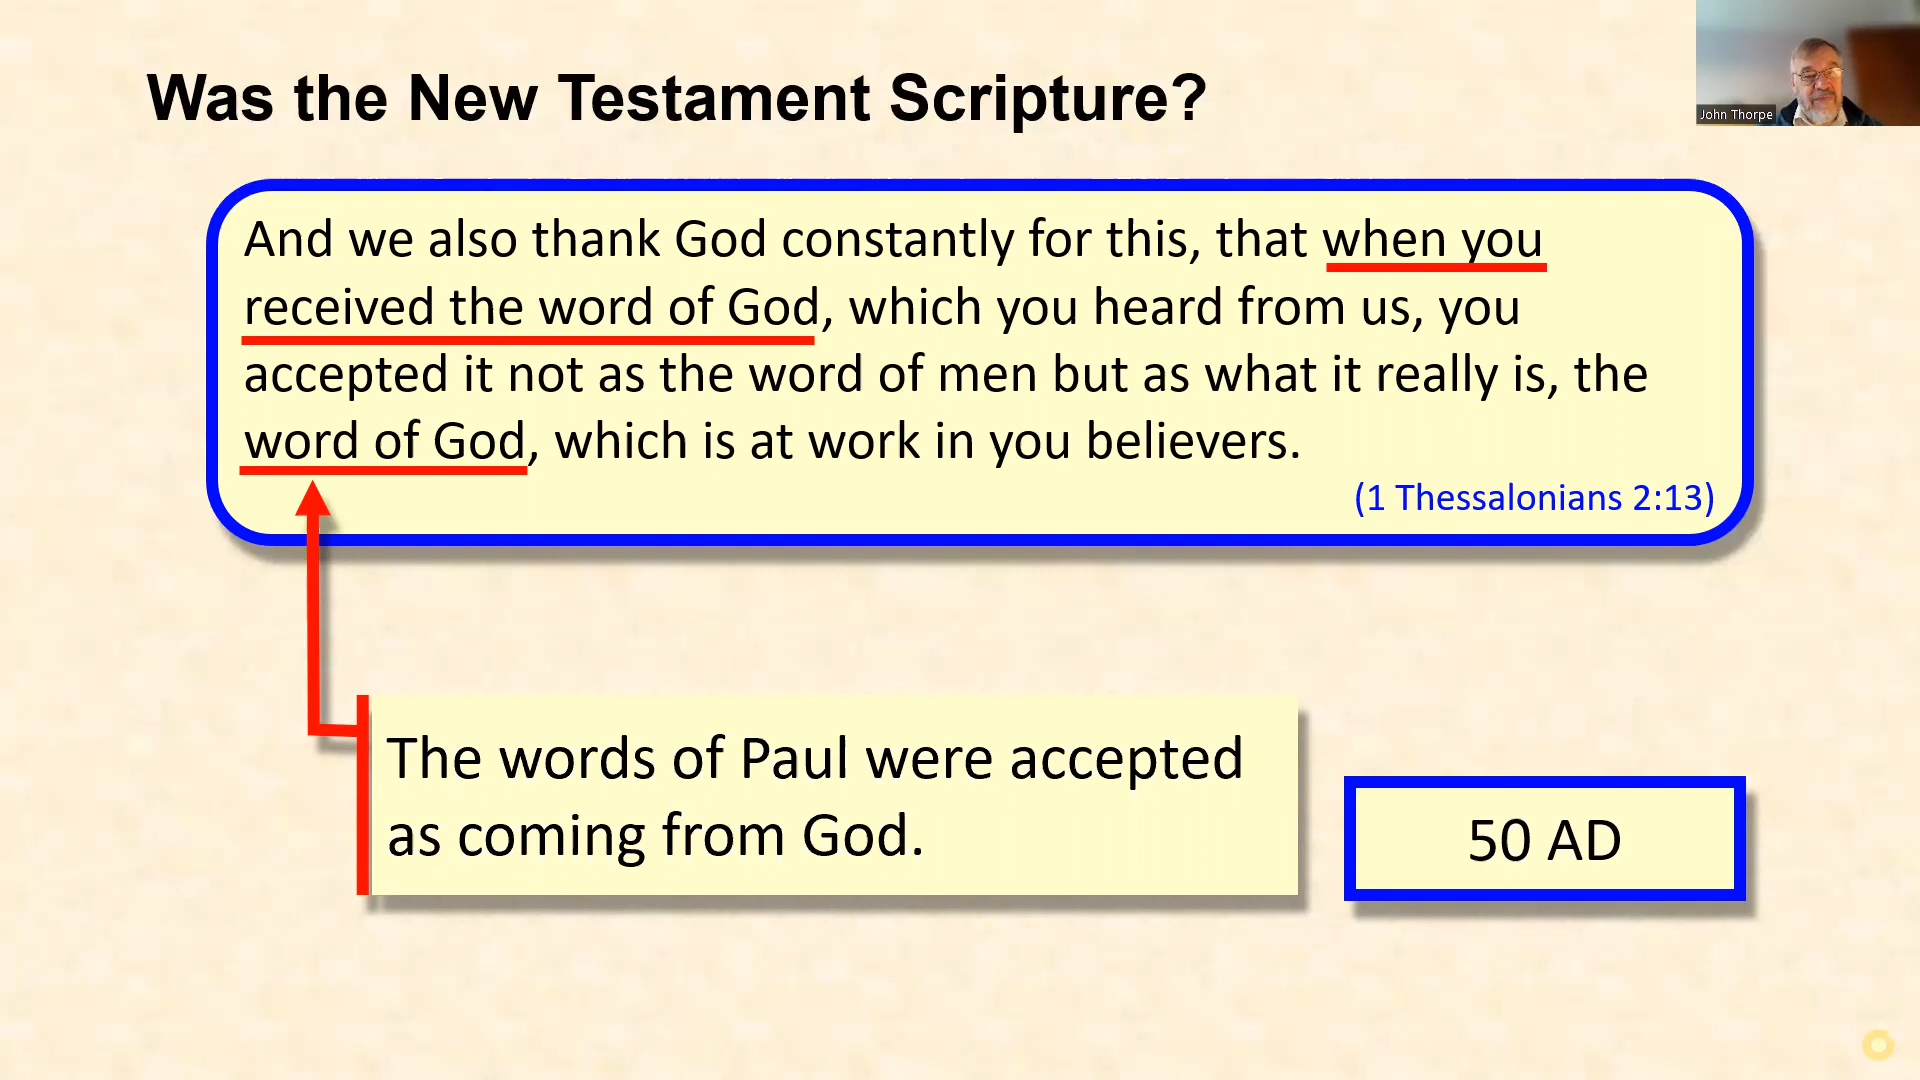 Was the New Testament Scripture?
John Thorpe
And we also thank God constantly for this, that when you
received the word of God, which you heard from us, you
accepted it not as the word of men but as what it really is, the
word of God, which is at work in you believers.
(1 Thessalonians 2:13)
The words of Paul were accepted
as coming from God.
50 AD